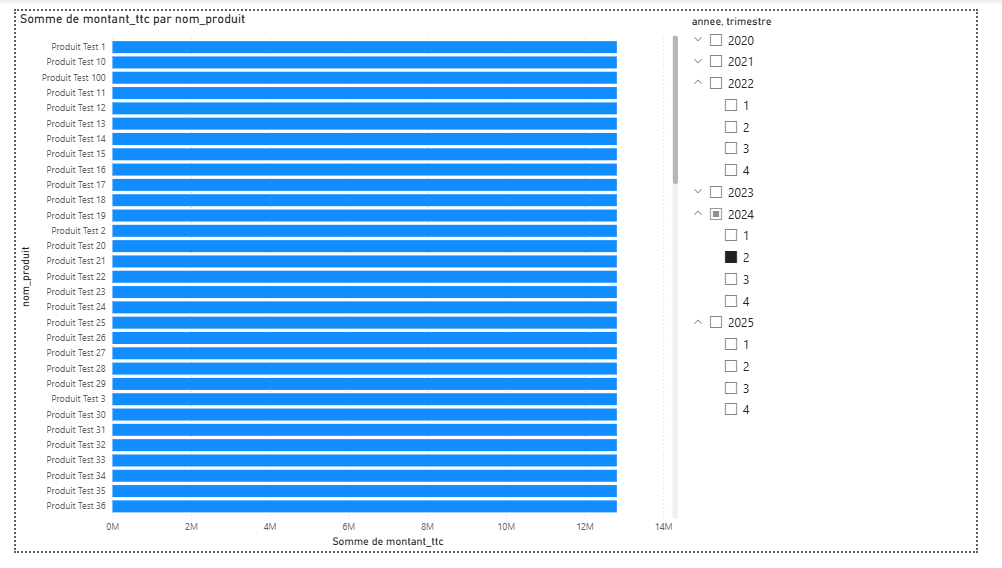 Somme de montant_ttc par nom_produit
nom_produit
Produit Test 1
Produit Test 10
Produit Test 100
Produit Test 11
Produit Test 12
Produit Test 13
Produit Test 14
Produit Test 15
Produit Test 16
Produit Test 17
Produit Test 18
Produit Test 19
Produit Test 2
Produit Test 20
Produit Test 21
Produit Test 22
Produit Test 23
Produit Test 24
Produit Test 25
Produit Test 26
Produit Test 27
Produit Test 28
Produit Test 29
Produit Test 3
Produit Test 30
Produit Test 31
Produit Test 32
Produit Test 33
Produit Test 34
Produit Test 35
Produit Test 36
0M 2M 4M 6M 8M 10M 12M 14M
Somme de montant_ttc
annee, trimestre
2020
2021
2022
1
2
3
4
2023
2024
1
2
3
4
2025
1
2
3
4